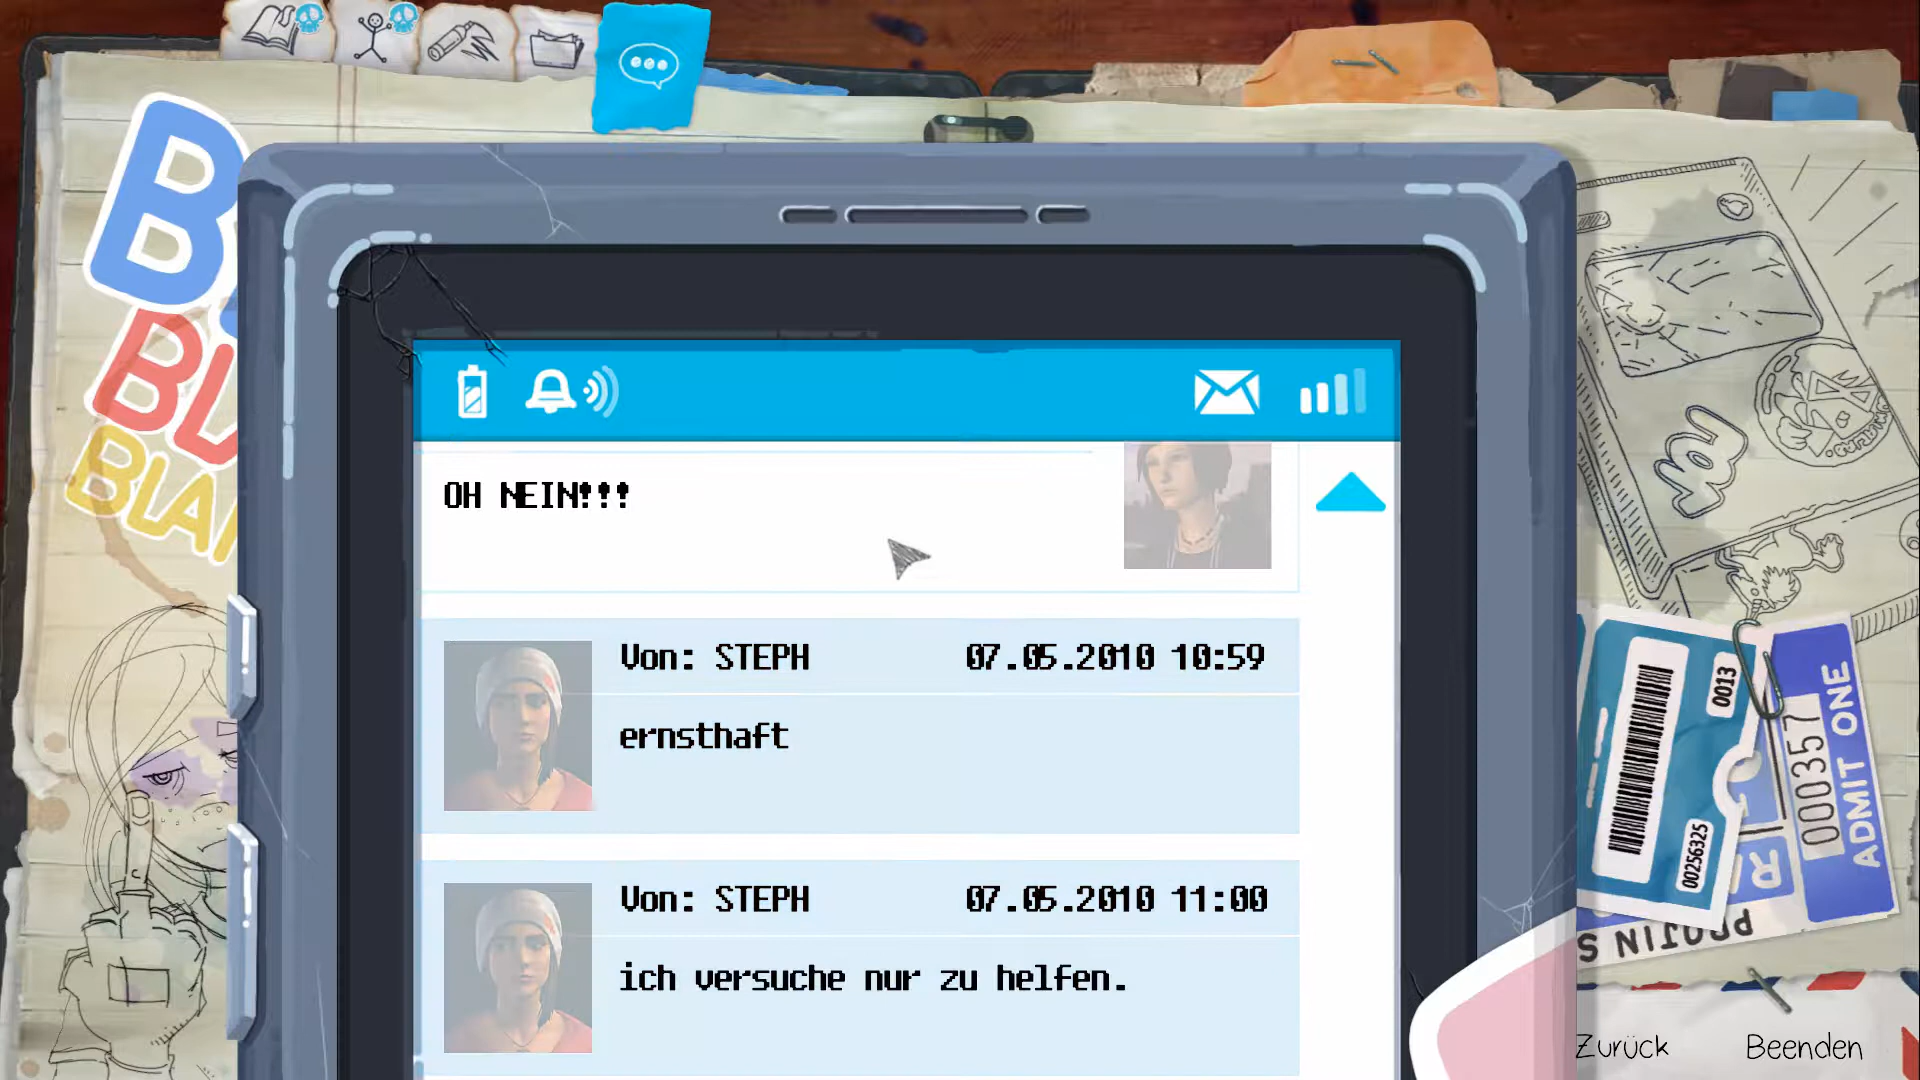 OH NEIN!!!
Von: STEPH 07.05.2010 10:59
ernsthaft
Von: STEPH 07.05.2010 11:00
ich versuche nur zu helfen.
0013
00256325
000357
ADMIT ONE
Zurück Beenden